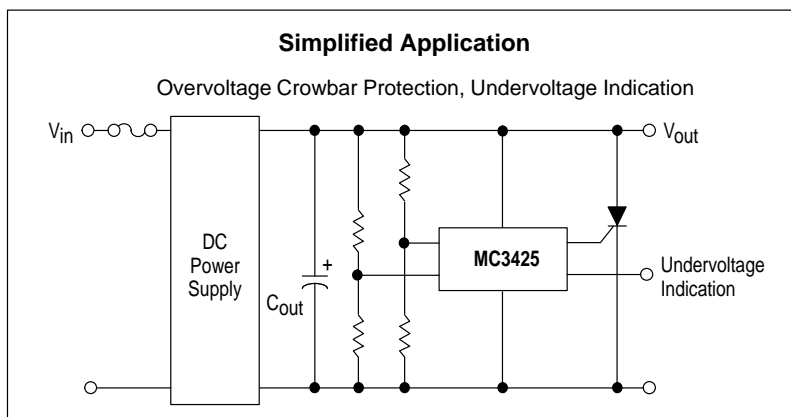 Simplified Application
Overvoltage Crowbar Protection, Undervoltage Indication
Vin
Vout
DC
Power
Supply
+
Cout
MC3425
Undervoltage
Indication